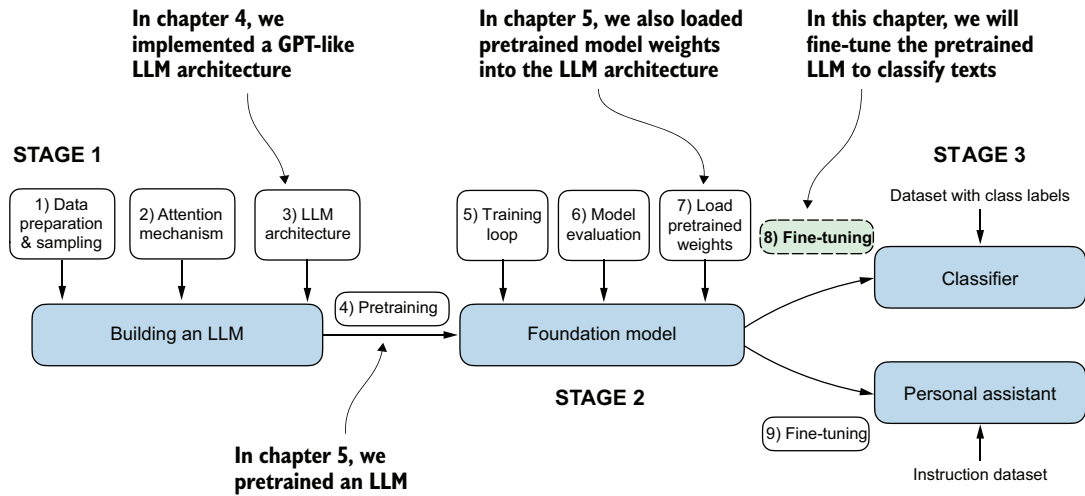 In chapter 4, we
implemented a GPT-like
LLM architecture
In chapter 5, we also loaded
pretrained model weights
into the LLM architecture
In this chapter, we will
fine-tune the pretrained
LLM to classify texts
STAGE 1
1) Data
preparation
& sampling
2) Attention
mechanism
3) LLM
architecture
Building an LLM
4) Pretraining
In chapter 5, we
pretrained an LLM
5) Training
loop
6) Model
evaluation
7) Load
pretrained
weights
Foundation model
STAGE 2
STAGE 3
Dataset with class labels
8) Fine-tuning
Classifier
Personal assistant
9) Fine-tuning
Instruction dataset